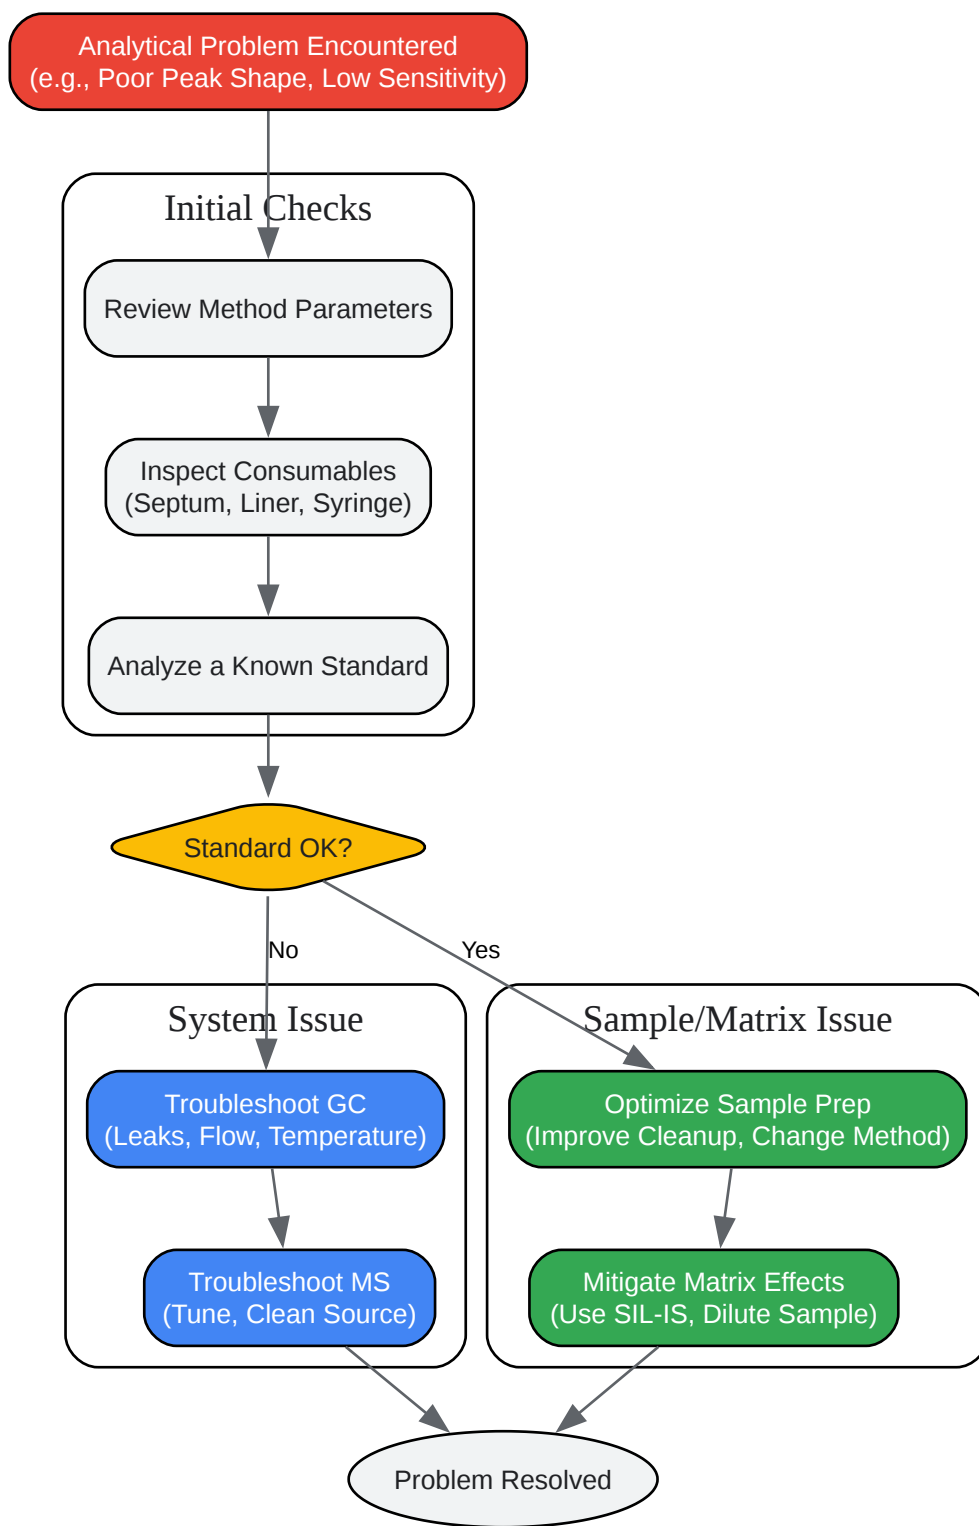 Analytical Problem Encountered
(e.g., Poor Peak Shape, Low Sensitivity)
Initial Checks
Review Method Parameters
Inspect Consumables
(Septum, Liner, Syringe)
Analyze a Known Standard
Standard OK?
No
Yes
System Issue
Sample/Matrix Issue
Troubleshoot GC
(Leaks, Flow, Temperature)
Optimize Sample Prep
(Improve Cleanup, Change Method)
Troubleshoot MS
(Tune, Clean Source)
Mitigate Matrix Effects
(Use SIL-IS, Dilute Sample)
Problem Resolved